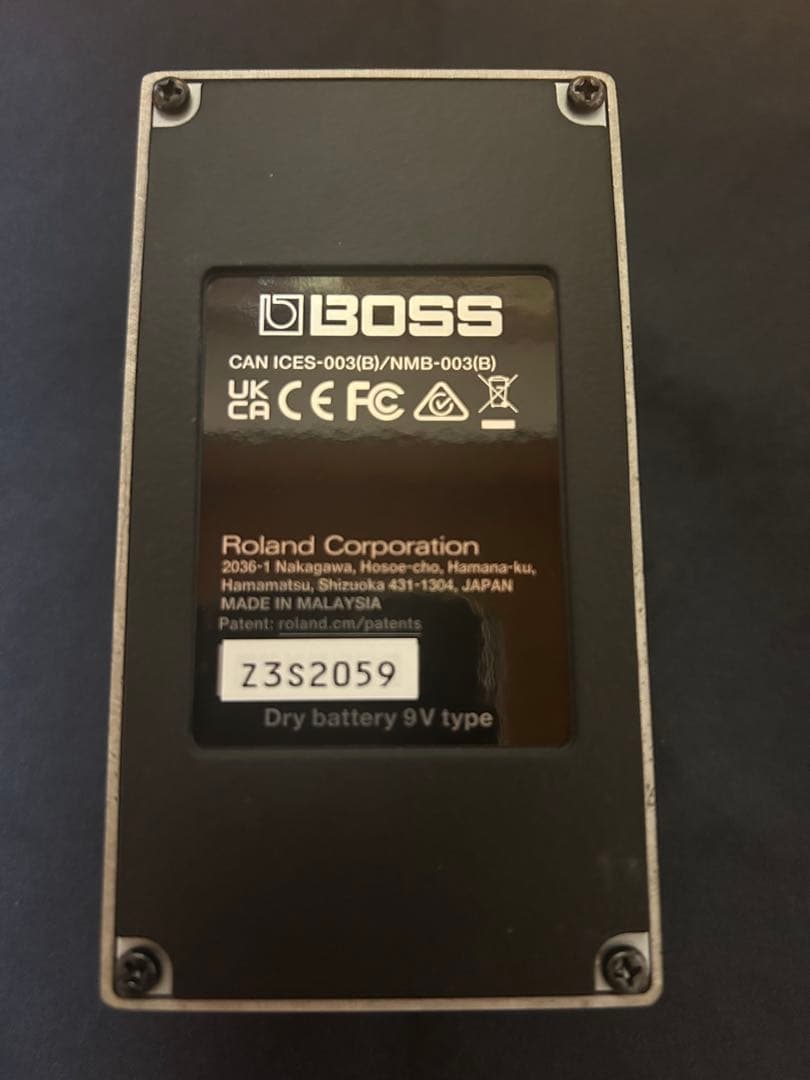 BOSS
CAN ICES-003(B)/NMB-003(B)
UK CA CE FC
Roland Corporation
2036-1 Nakagawa, Hosoe-cho, Hamana-ku,
Hamamatsu, Shizuoka 431-1304, JAPAN
MADE IN MALAYSIA
Patent: roland.cm/patents
Z3S2059
Dry battery 9V type